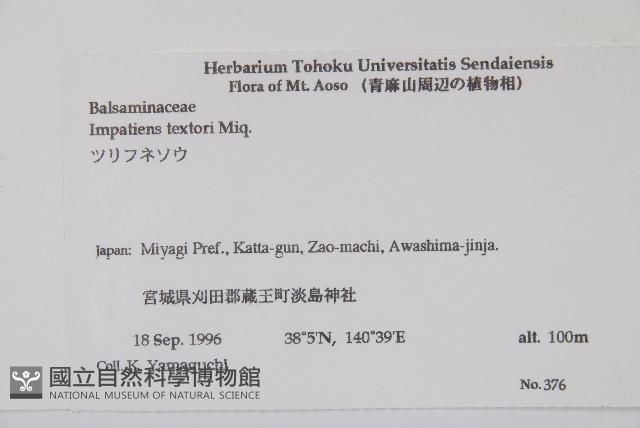 Herbarium Tohoku Universitatis Sendaiensis
Flora of Mt. Aoso （青麻山周辺の植物相）
Balsaminaceae
Impatiens textori Miq.
ツリフネソウ
Japan: Miyagi Pref., Katta-gun, Zao-machi, Awashima-jinja.
宮城県刈田郡蔵王町淡島神社
18 Sep. 1996 38°5'N, 140°39'E alt. 100m
Coll. K. Yamaguchi
No. 376
國立自然科學博物館
NATIONAL MUSEUM OF NATURAL SCIENCE